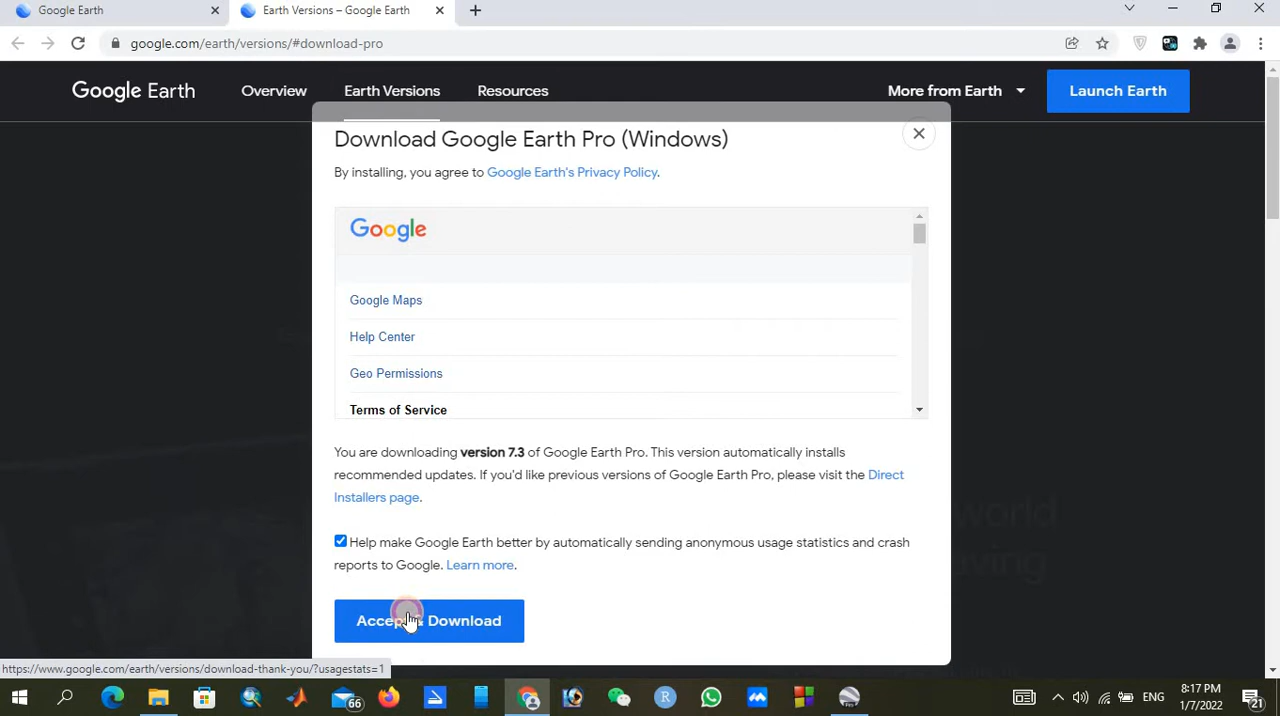 Google Earth
Earth Versions – Google Earth
google.com/earth/versions/#download-pro
Google Earth
Overview
Earth Versions
Resources
More from Earth
Launch Earth
Download Google Earth Pro (Windows)
By installing, you agree to Google Earth's Privacy Policy.
Google
Google Maps
Help Center
Geo Permissions
Terms of Service
You are downloading version 7.3 of Google Earth Pro. This version automatically installs
recommended updates. If you'd like previous versions of Google Earth Pro, please visit the Direct
Installers page.
Help make Google Earth better by automatically sending anonymous usage statistics and crash
reports to Google. Learn more.
world
Accept & Download
https://www.google.com/earth/versions/download-thank-you/?usagestats=1
66
R
ENG
8:17 PM
1/7/2022
21